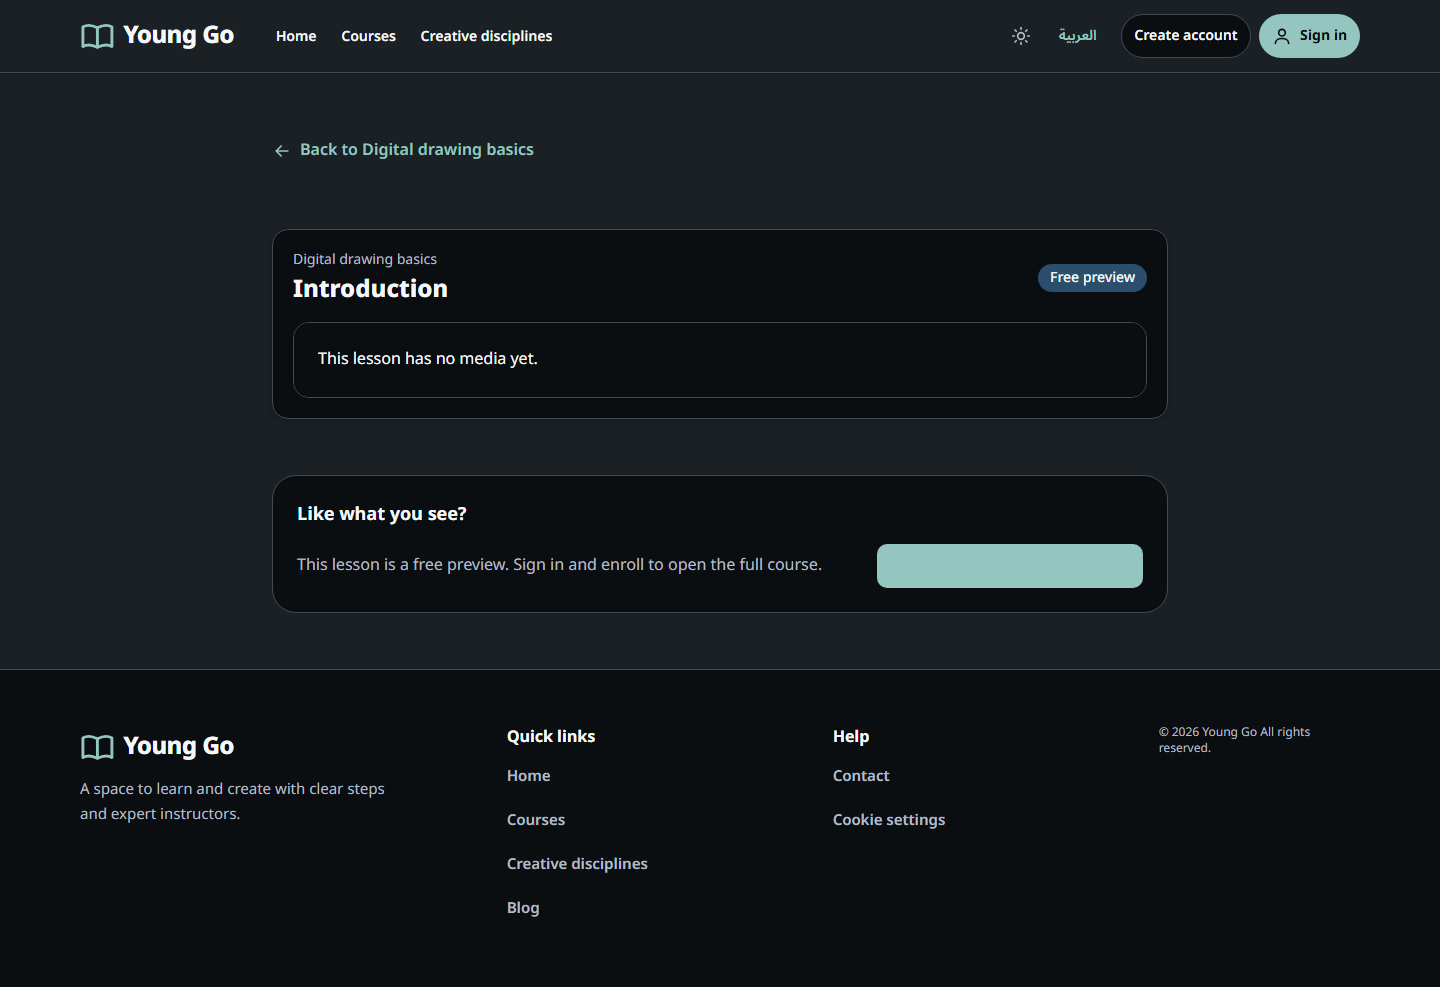 Young Go
Home
Courses
Creative disciplines
العربية
Create account
Sign in
Back to Digital drawing basics
Digital drawing basics
Introduction
Free preview
This lesson has no media yet.
Like what you see?
This lesson is a free preview. Sign in and enroll to open the full course.
Young Go
A space to learn and create with clear steps
and expert instructors.
Quick links
Home
Courses
Creative disciplines
Blog
Help
Contact
Cookie settings
© 2026 Young Go All rights
reserved.